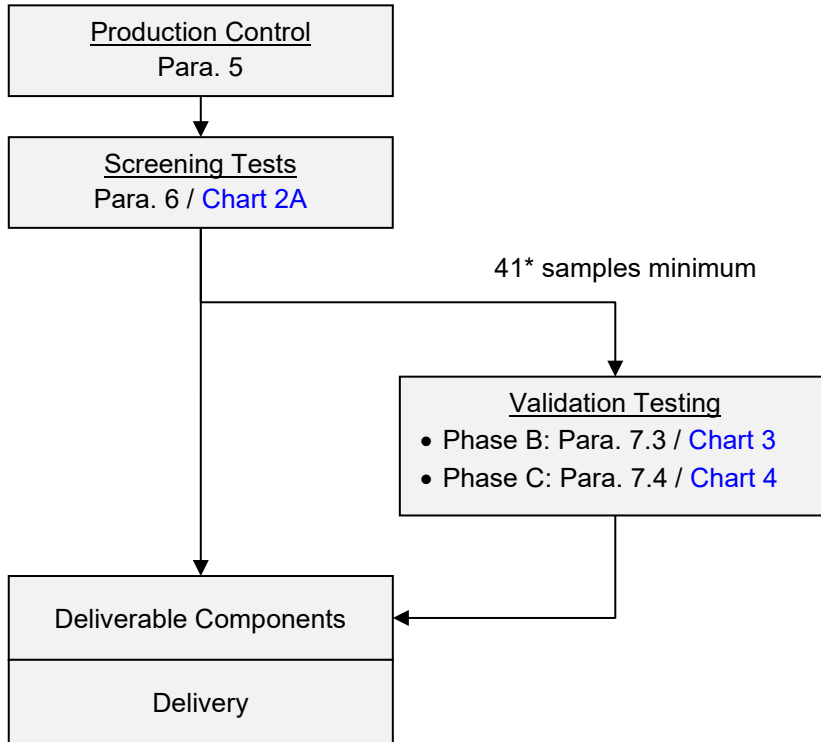 Production Control
Para. 5
Screening Tests
Para. 6 / Chart 2A
41* samples minimum
Validation Testing
• Phase B: Para. 7.3 / Chart 3
• Phase C: Para. 7.4 / Chart 4
Deliverable Components
Delivery